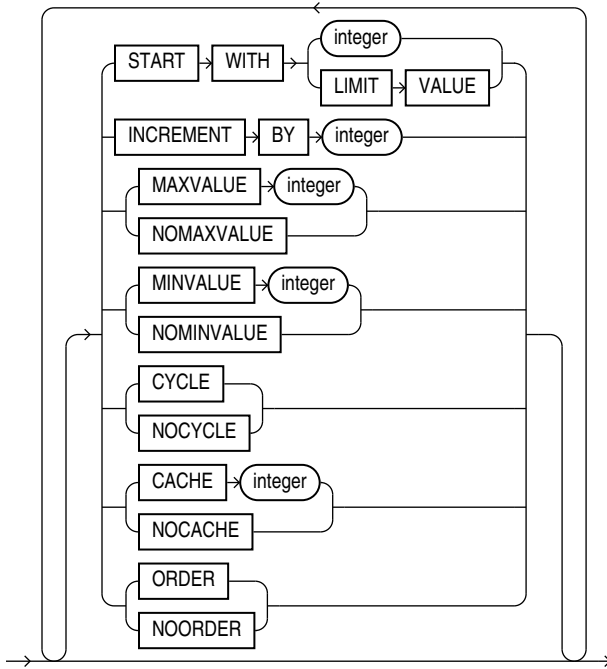 integer
START WITH
LIMIT VALUE
INCREMENT BY integer
MAXVALUE integer
NOMAXVALUE
MINVALUE integer
NOMINVALUE
CYCLE
NOCYCLE
CACHE integer
NOCACHE
ORDER
NOORDER